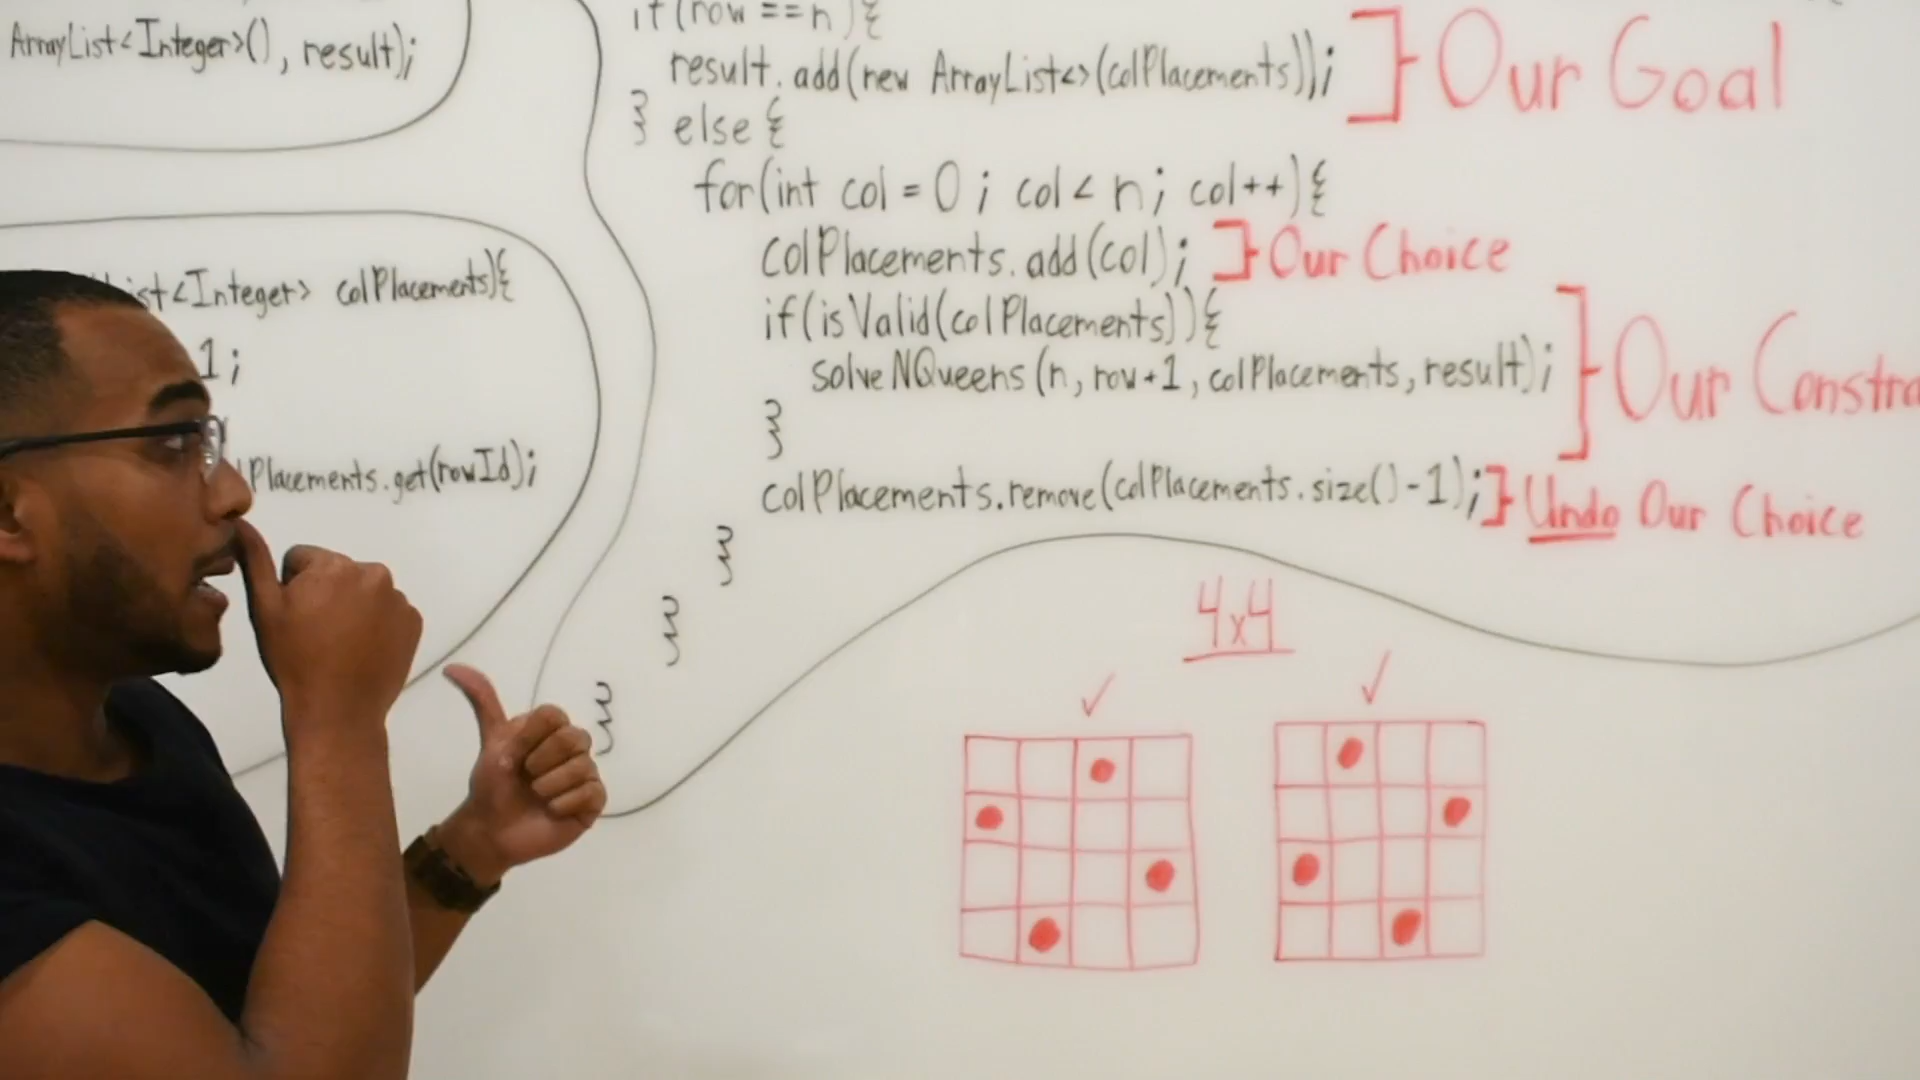 ArrayList<Integer>(), result);
ist<Integer> colPlacements){
1;
Placements.get(rowId);
if(row==n){
result.add(new ArrayList<>(colPlacements));
} else {
for(int col = 0; col < n; col++){
colPlacements.add(col);
if(isValid(colPlacements)){
solveNQueens(n, row+1, colPlacements, result);
}
colPlacements.remove(colPlacements.size()-1);
}
}
}
} Our Goal
} Our Choice
} Our Constra
} Undo Our Choice
4x4